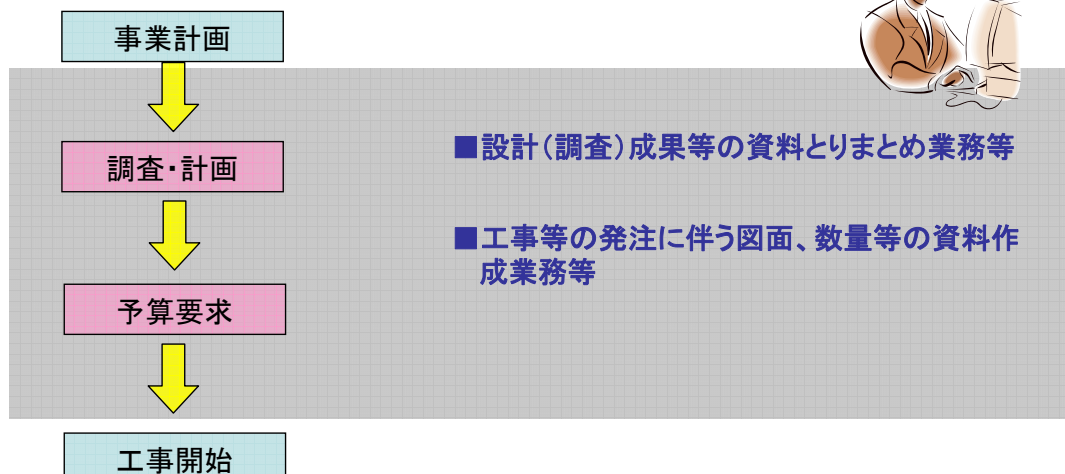 事業計画
調査・計画
■設計(調査)成果等の資料とりまとめ業務等
■工事等の発注に伴う図面、数量等の資料作
成業務等
予算要求
工事開始